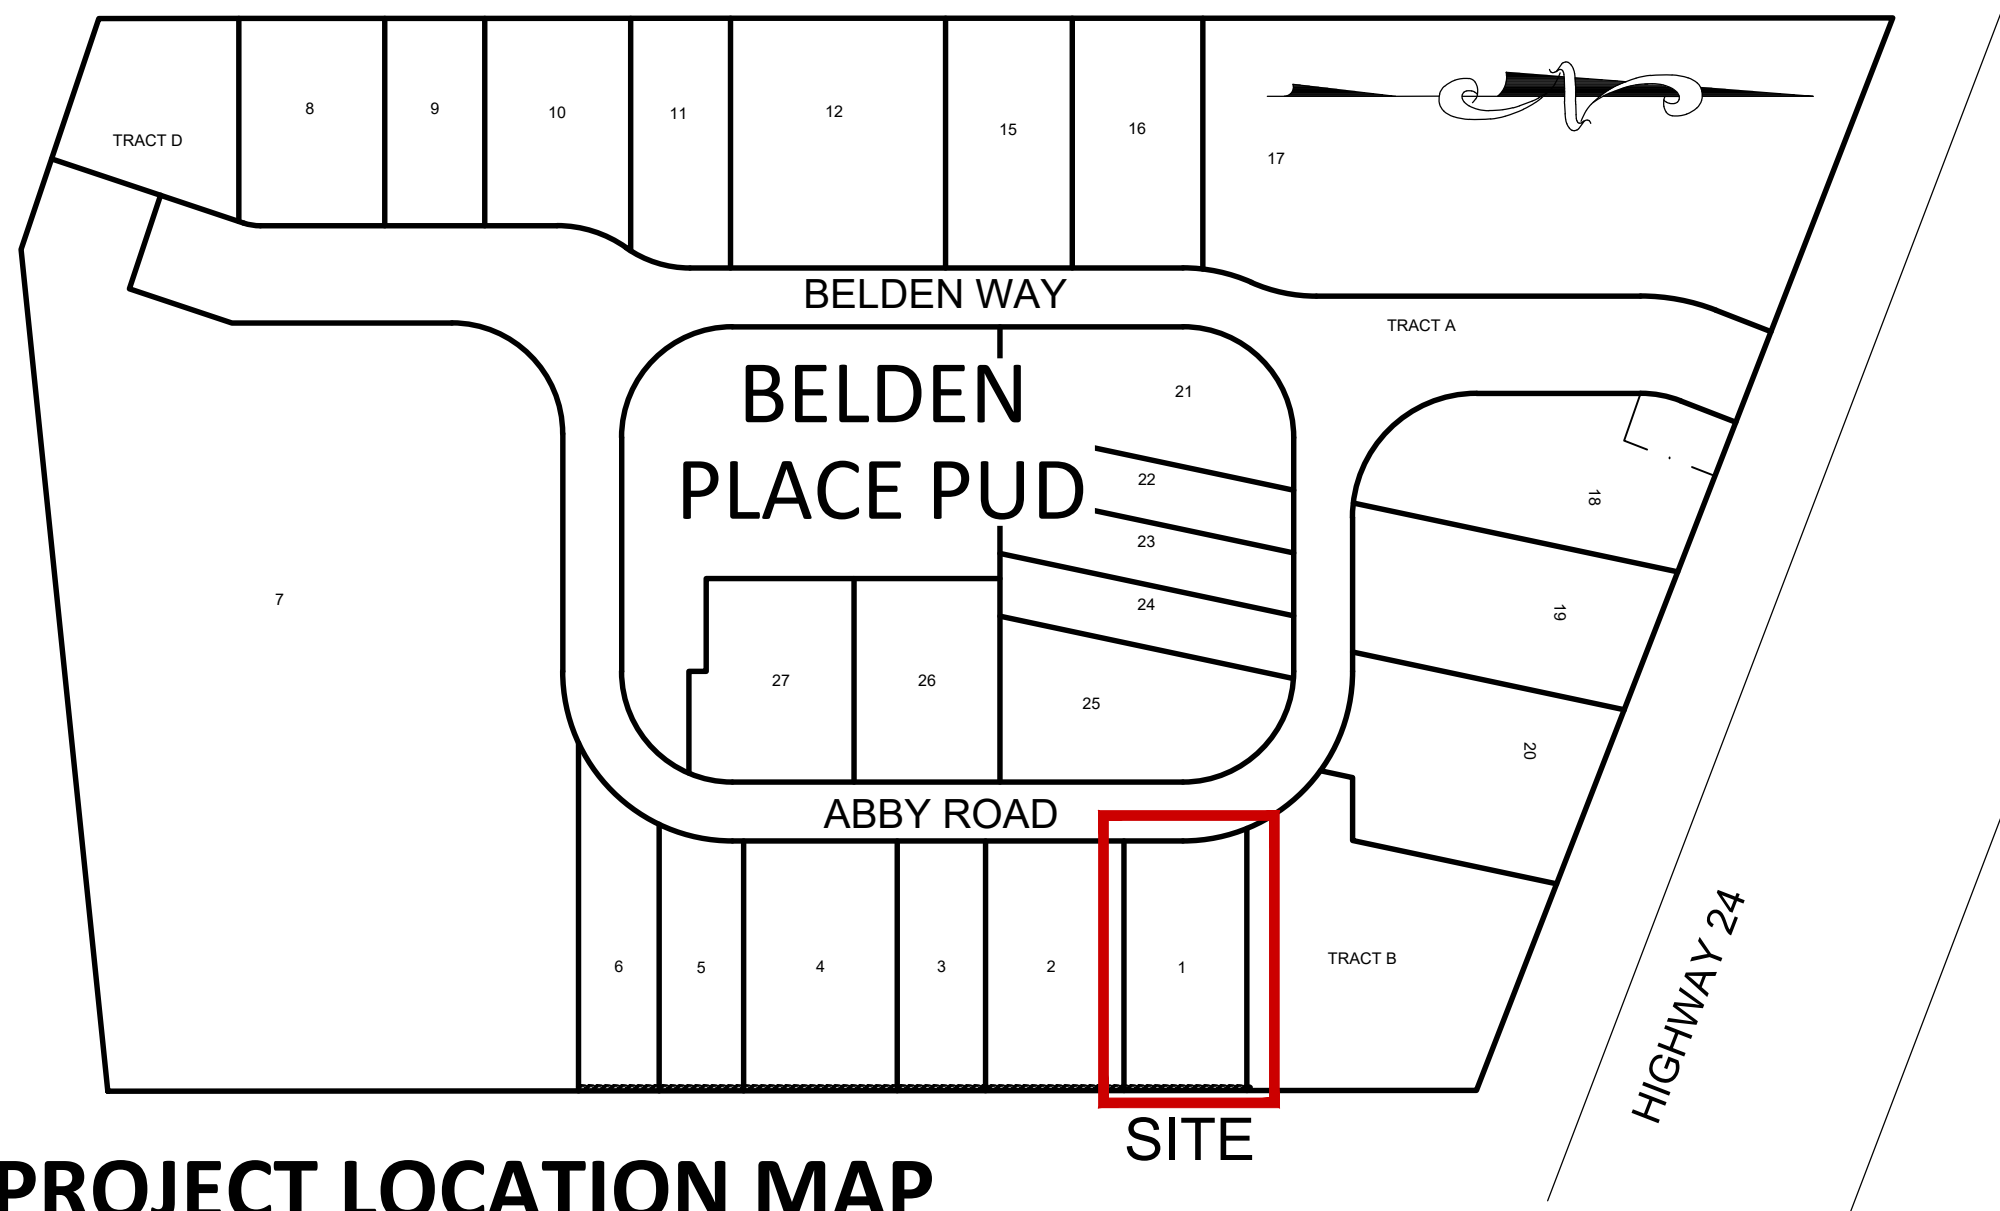 8
9
10
11
12
15
16
17
TRACT D
BELDEN WAY
TRACT A
BELDEN
PLACE PUD
21
22
23
24
25
26
27
18
19
20
7
ABBY ROAD
6
5
4
3
2
1
TRACT B
HIGHWAY 24
SITE
PROJECT LOCATION MAP
N